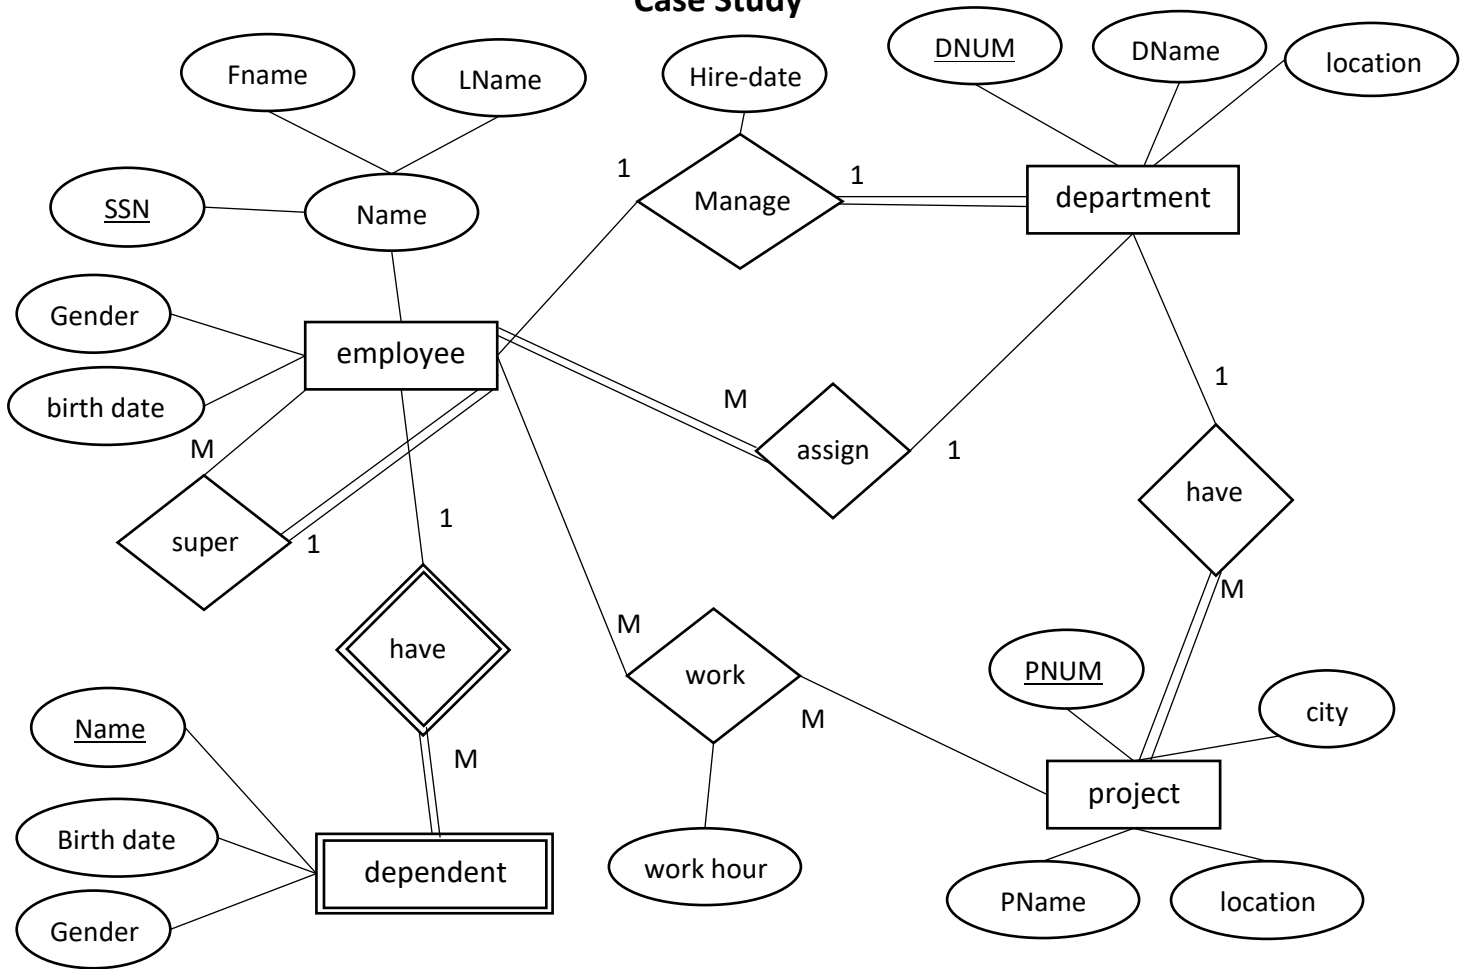 Case Study
Fname
LName
Hire-date
DNUM
DName
location
SSN
Name
1
Manage
1
department
Gender
employee
birth date
M
M
assign
1
1
have
super
1
1
have
M
M
work
M
M
PNUM
city
Name
Birth date
Gender
dependent
work hour
project
PName
location